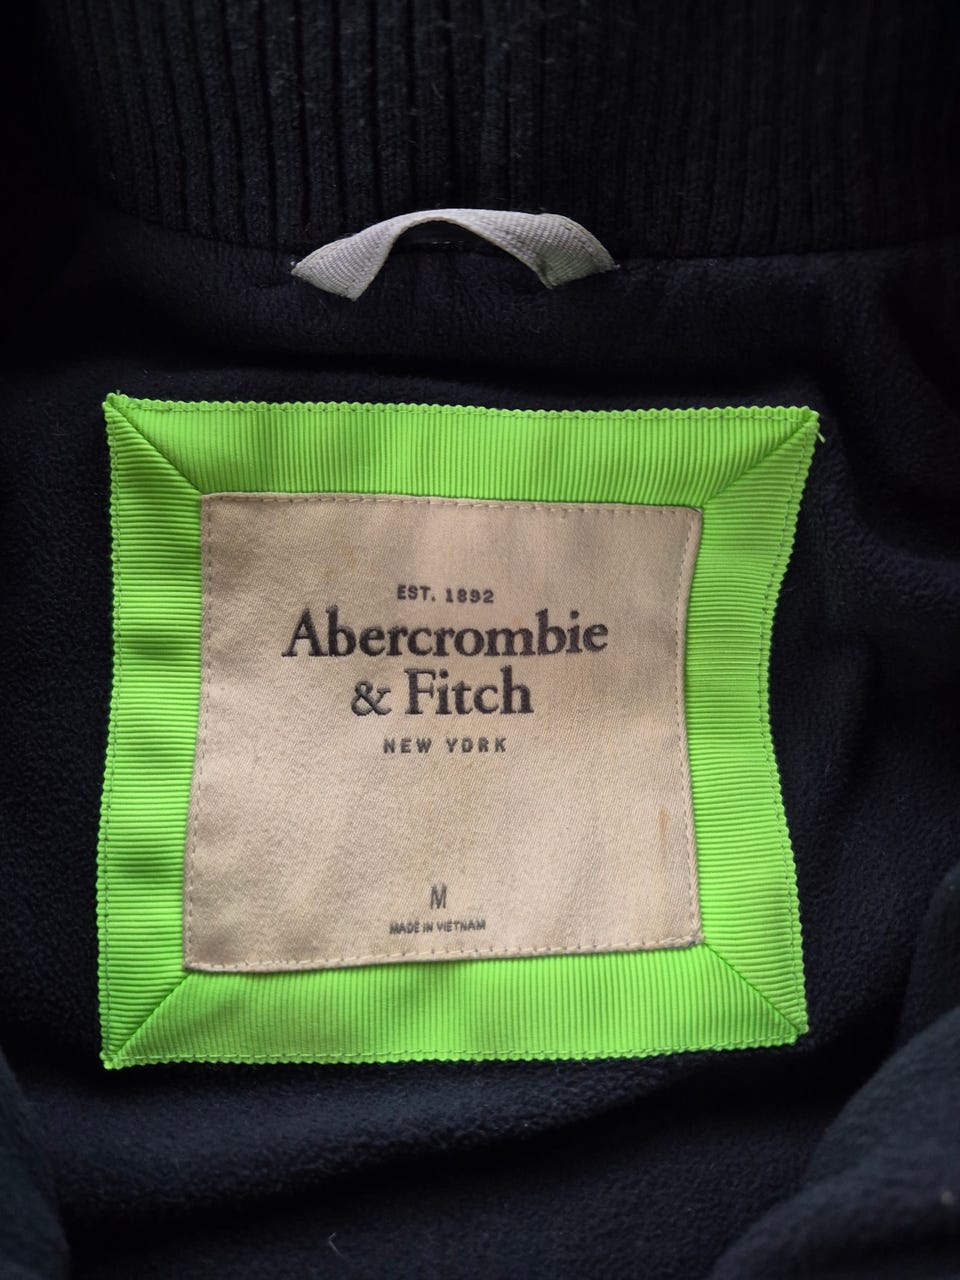 EST. 1892
Abercrombie
& Fitch
NEW YORK
M
MADE IN VIETNAM